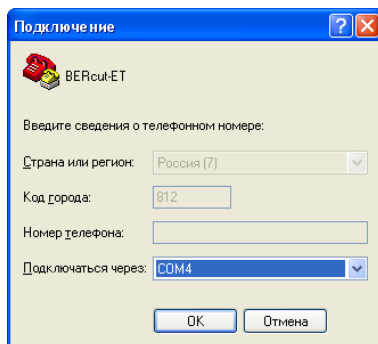 Подключение
BERcut-ET
Введите сведения о телефонном номере:
Страна или регион: Россия (7)
Код города: 812
Номер телефона:
Подключаться через: COM4
OK Отмена